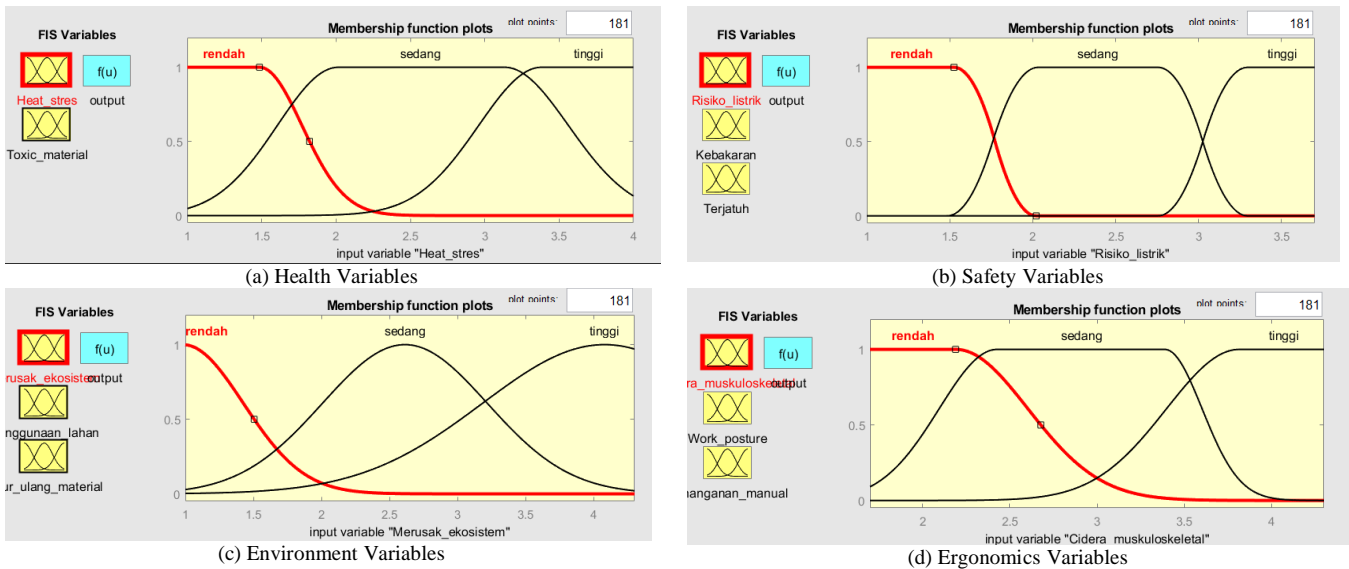 FIS Variables
Membership function plots
plot points:
181
rendah
sedang
tinggi
f(u)
Heat_stres
output
Toxic_material
1
0.5
0
1
1.5
2
2.5
3
3.5
4
input variable "Heat_stres"
(a) Health Variables
FIS Variables
Membership function plots
plot points:
181
rendah
sedang
tinggi
f(u)
Risiko_listrik
output
Kebakaran
Terjatuh
1
0.5
0
1
1.5
2
2.5
3
3.5
input variable "Risiko_listrik"
(b) Safety Variables
FIS Variables
Membership function plots
plot points:
181
rendah
sedang
tinggi
f(u)
rusak_ekosistem
output
nggunaan_lahan
ur_ulang_material
1
0.5
0
1
1.5
2
2.5
3
3.5
4
input variable "Merusak_ekosistem"
(c) Environment Variables
FIS Variables
Membership function plots
plot points:
181
rendah
sedang
tinggi
f(u)
ra_muskuloskeletal
output
Work_posture
nanganan_manual
1
0.5
0
2
2.5
3
3.5
4
input variable "Cidera_muskuloskeletal"
(d) Ergonomics Variables